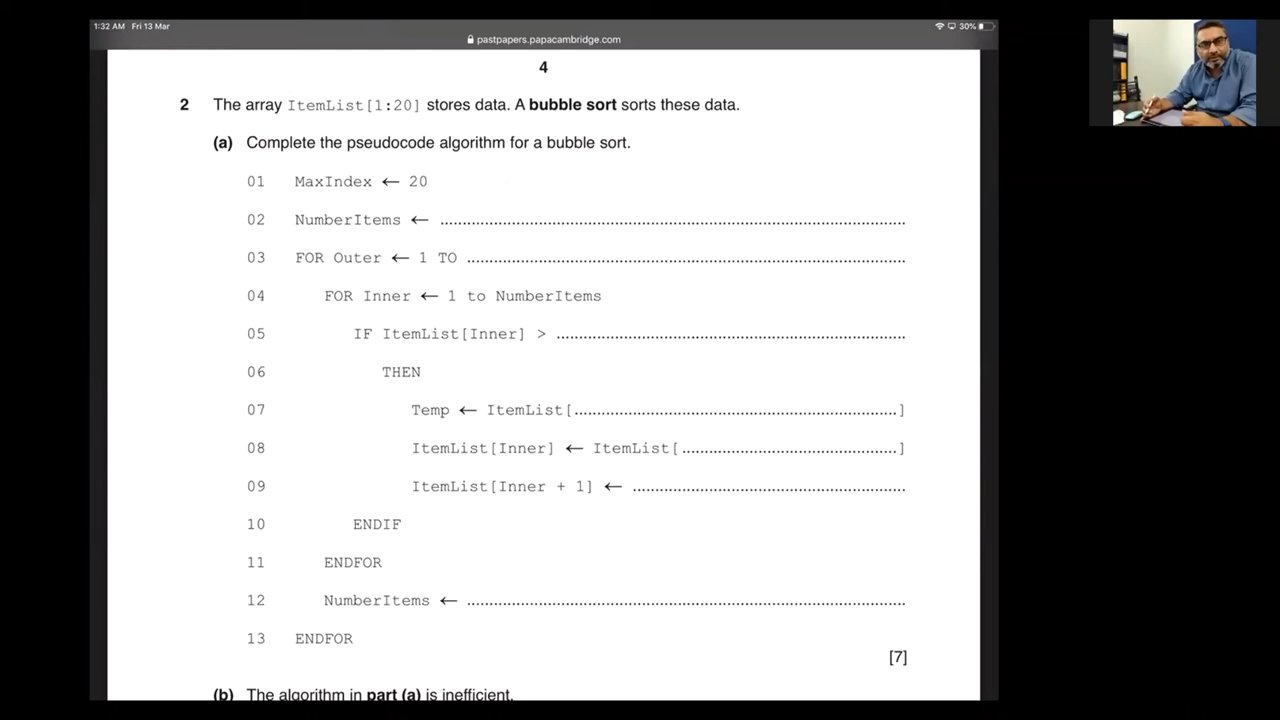 1:32 AM Fri 13 Mar
30%
pastpapers.papacambridge.com
4
2 The array ItemList[1:20] stores data. A bubble sort sorts these data.
(a) Complete the pseudocode algorithm for a bubble sort.
01 MaxIndex ← 20
02 NumberItems ← ................................................
03 FOR Outer ← 1 TO ................................................
04 FOR Inner ← 1 to NumberItems
05 IF ItemList[Inner] > ................................................
06 THEN
07 Temp ← ItemList[................................................]
08 ItemList[Inner] ← ItemList[................................................]
09 ItemList[Inner + 1] ← ................................................
10 ENDIF
11 ENDFOR
12 NumberItems ← ................................................
13 ENDFOR
[7]
(b) The algorithm in part (a) is inefficient.